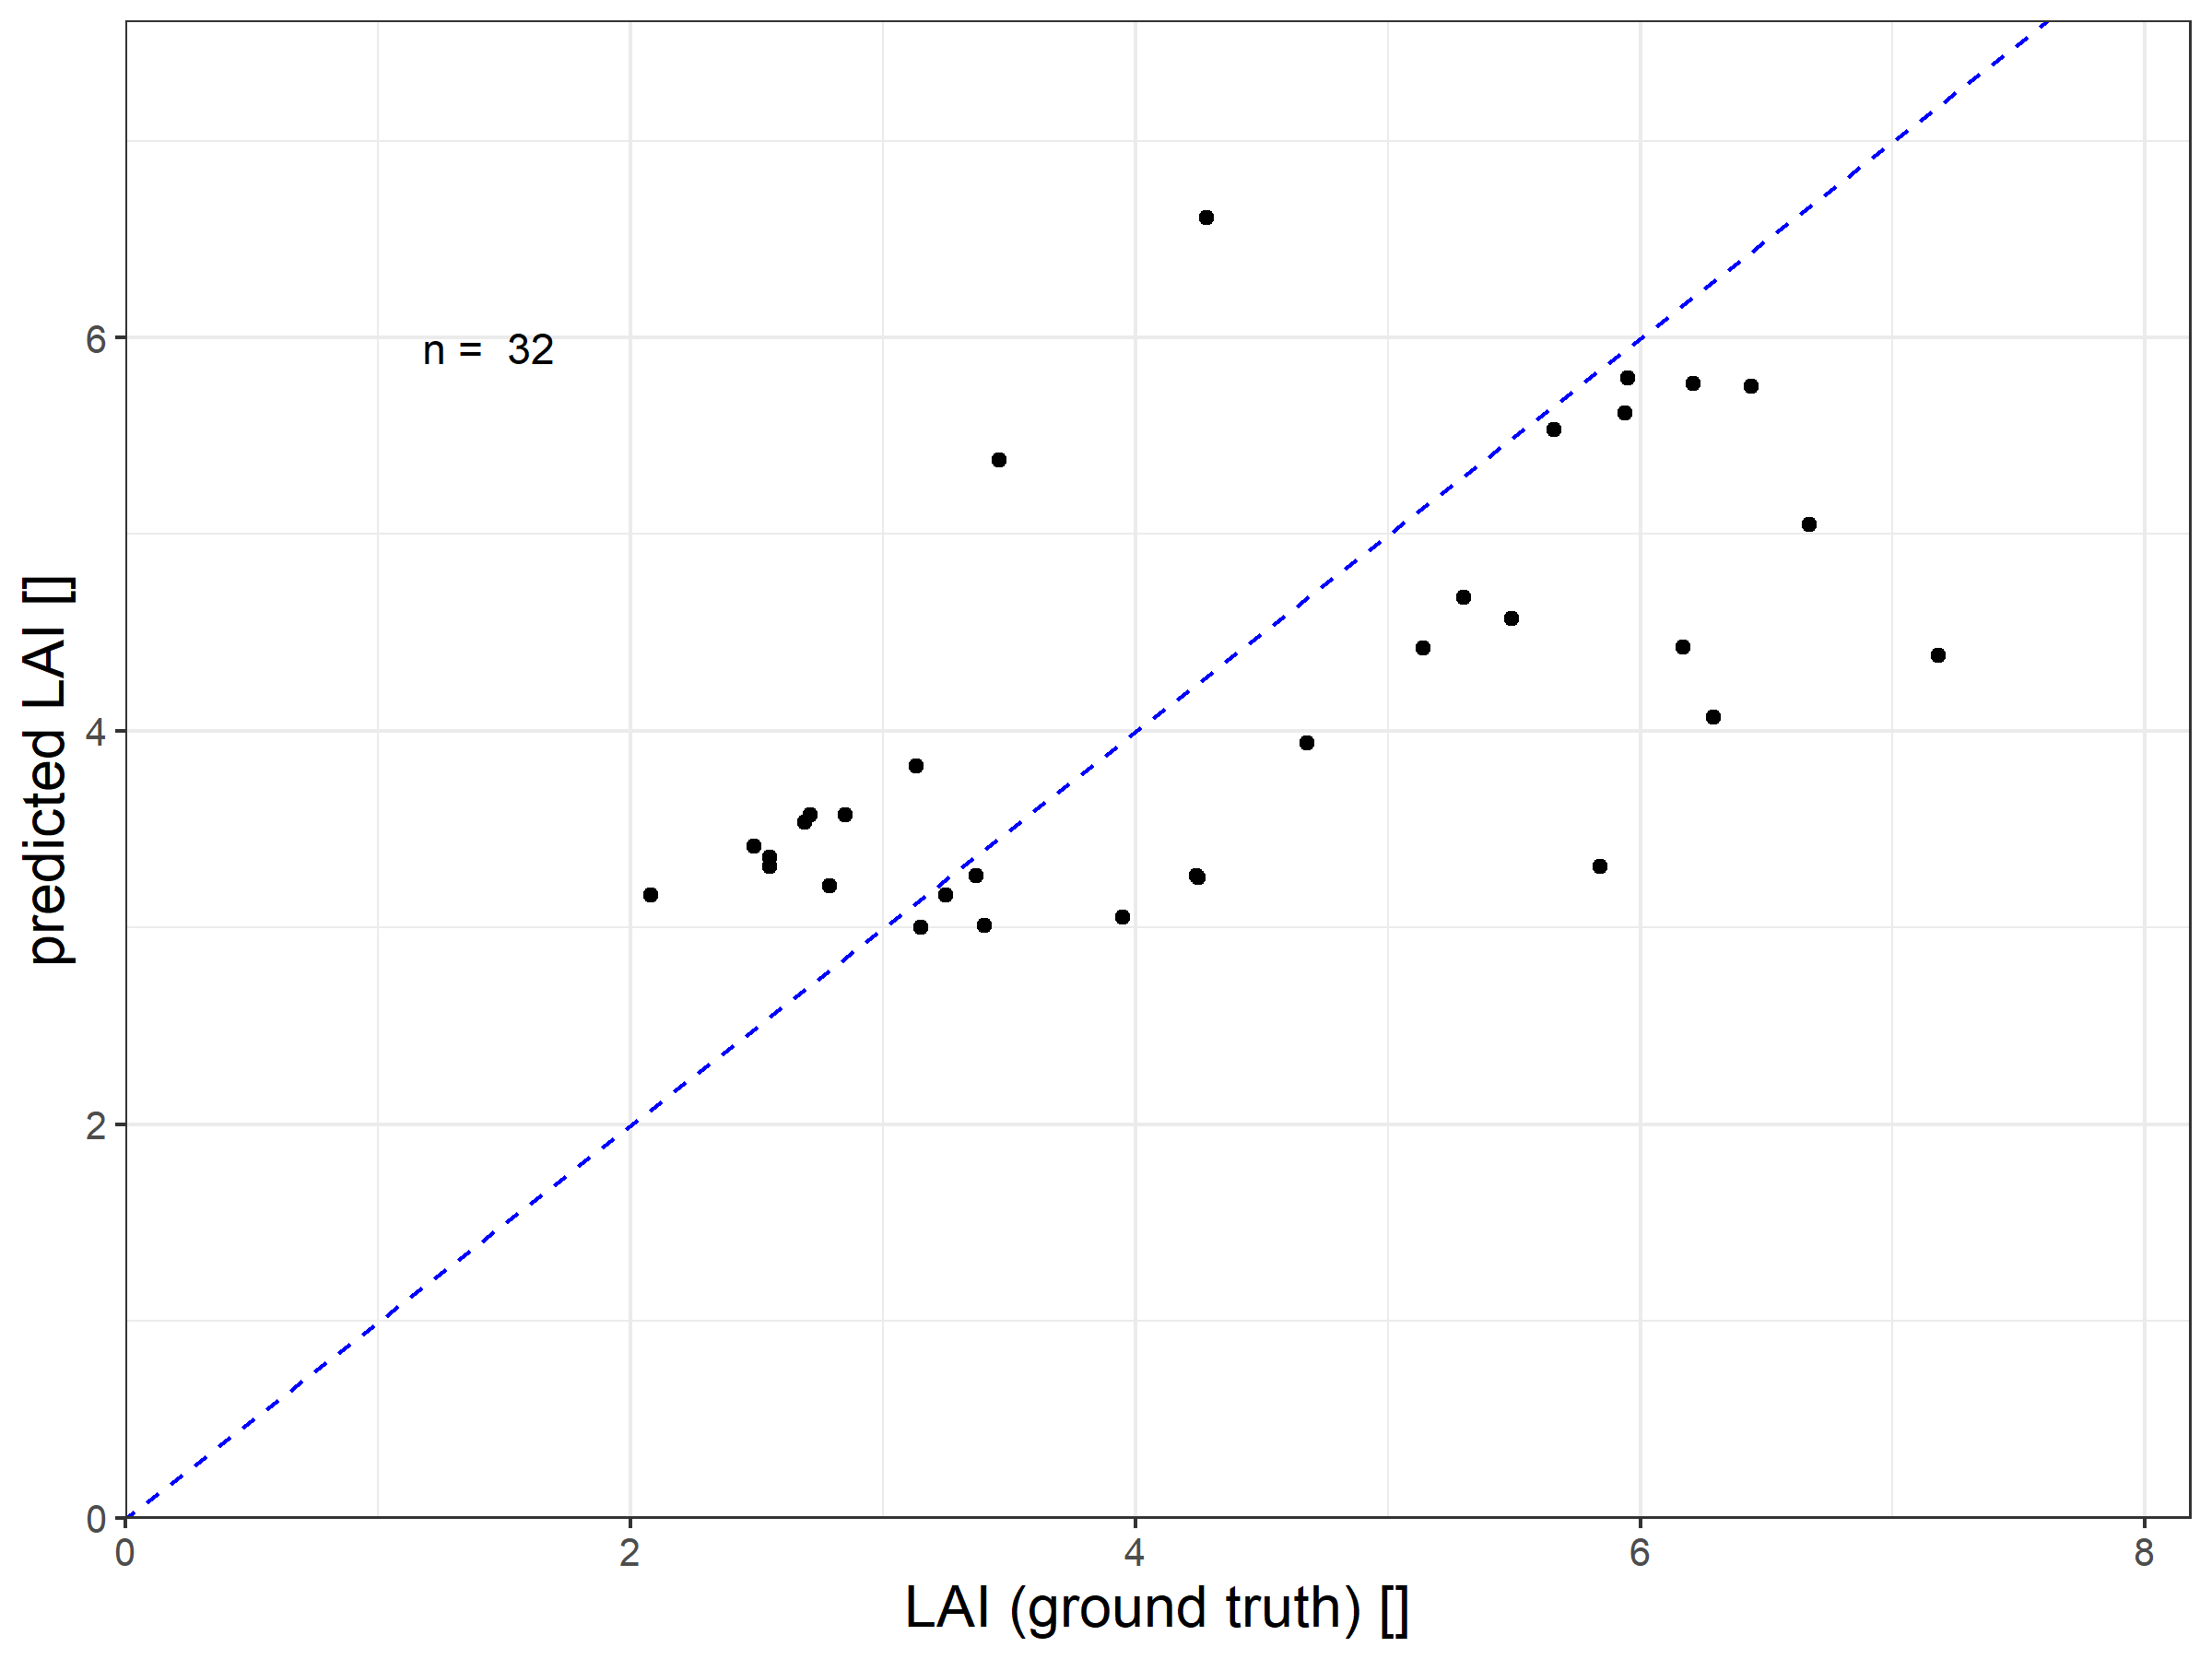 n =  32
predicted LAI []
6
4
2
0
0 2 4 6 8
LAI (ground truth) []